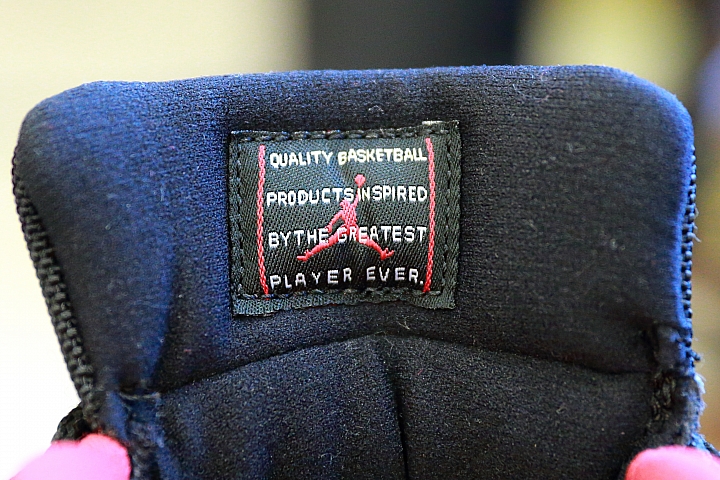 QUALITY BASKETBALL
PRODUCTS INSPIRED
BY THE GREATEST
PLAYER EVER.